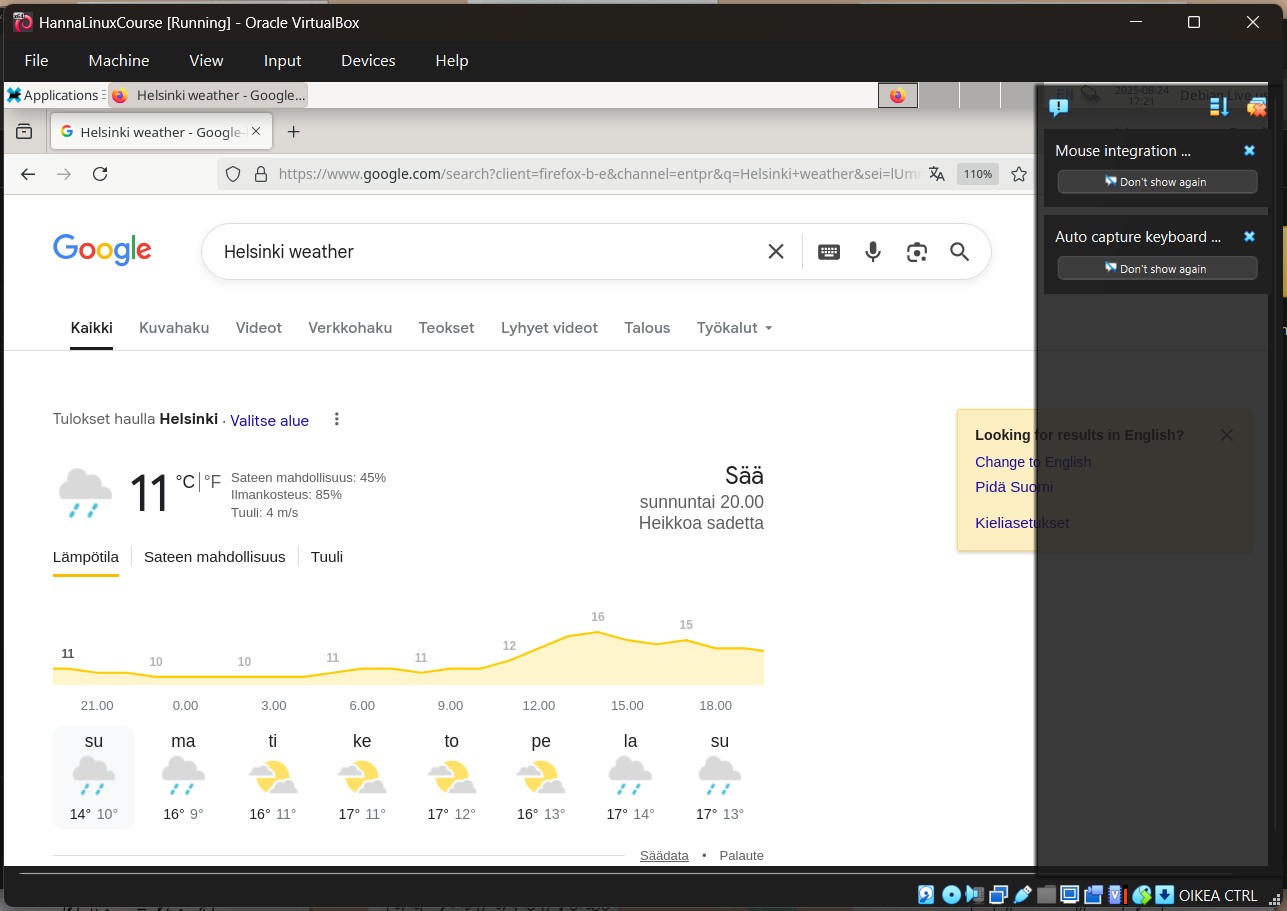 HannaLinuxCourse [Running] - Oracle VirtualBox
File Machine View Input Devices Help
Applications Helsinki weather - Google... EN 2025-08-24 17:21 Debian Live us
Helsinki weather - Google-
https://www.google.com/search?client=firefox-b-e&channel=entpr&q=Helsinki+weather&sei=lUm 110%
Mouse integration ...
Don't show again
Auto capture keyboard ...
Don't show again
Google Helsinki weather
Kaikki Kuvahaku Videot Verkkohaku Teokset Lyhyet videot Talous Työkalut
Tulokset haulla Helsinki · Valitse alue
Looking for results in English?
Change to English
Pidä Suomi
Kieliasetukset
11 °C | °F
Sateen mahdollisuus: 45%
Ilmankosteus: 85%
Tuuli: 4 m/s
Sää
sunnuntai 20.00
Heikkoa sadetta
Lämpötila Sateen mahdollisuus Tuuli
11 10 10 11 11 12 16 15
21.00 0.00 3.00 6.00 9.00 12.00 15.00 18.00
su ma ti ke to pe la su
14° 10° 16° 9° 16° 11° 17° 11° 17° 12° 16° 13° 17° 14° 17° 13°
Säädata • Palaute
OIKEA CTRL